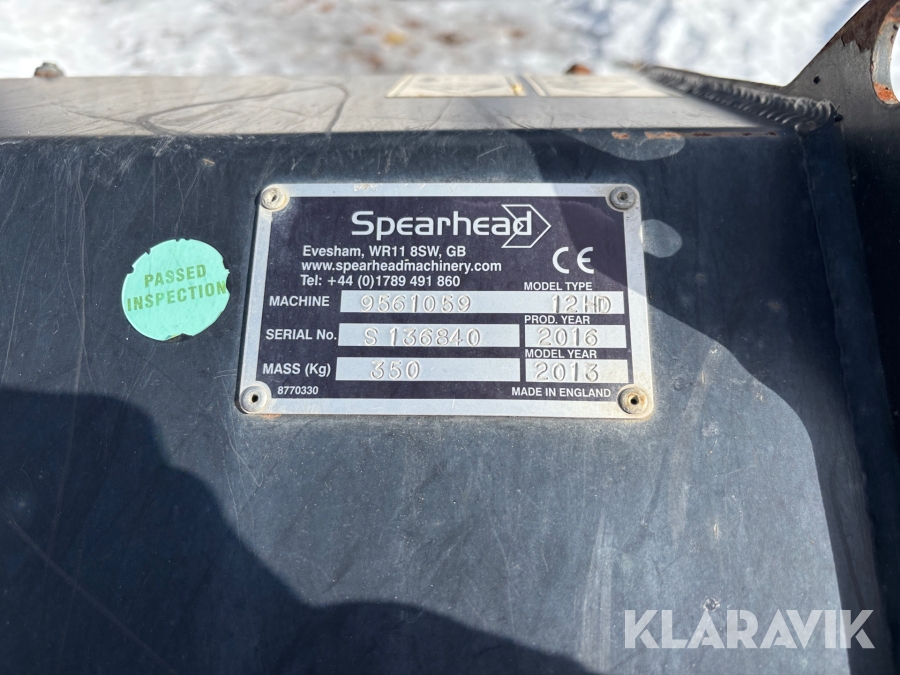 PASSED
INSPECTION
Spearhead
Evesham, WR11 8SW, GB
www.spearheadmachinery.com
Tel: +44 (0)1789 491 860
CE
MODEL TYPE
MACHINE 9561059 12HD
PROD. YEAR
SERIAL No. S 136840 2016
MODEL YEAR
MASS (Kg) 350 2013
8770330 MADE IN ENGLAND
KLARAVIK